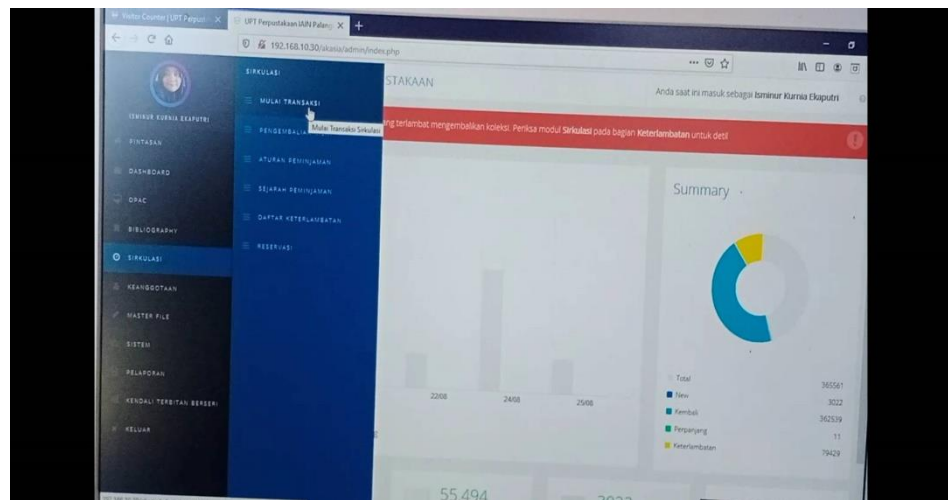 Visitor Counter | UPT Perpust
UPT Perpustakaan IAIN Palang
192.168.10.30/akasia/admin/index.php
ISMINUR KURNIA EKAPUTRI
PINTASAN
DASHBOARD
OPAC
BIBLIOGRAPHY
SIRKULASI
KEANGGOTAAN
MASTER FILE
SISTEM
PELAPORAN
KENDALI TERBITAN BERSERI
KELUAR
SIRKULASI
MULAI TRANSAKSI
Mulai Transaksi Sirkulasi
PENGEMBALIA
ATURAN PEMINJAMAN
SEJARAH PEMINJAMAN
DAFTAR KETERLAMBATAN
RESERVASI
STAKAAN
Anda saat ini masuk sebagai Isminur Kurnia Ekaputri
ang terlambat mengembalikan koleksi. Periksa modul Sirkulasi pada bagian Keterlambatan untuk detil
22/08
24/08
25/08
Summary
Total 365561
New 3022
Kembali 362539
Perpanjang 11
Keterlambatan 79429
55,494
3022